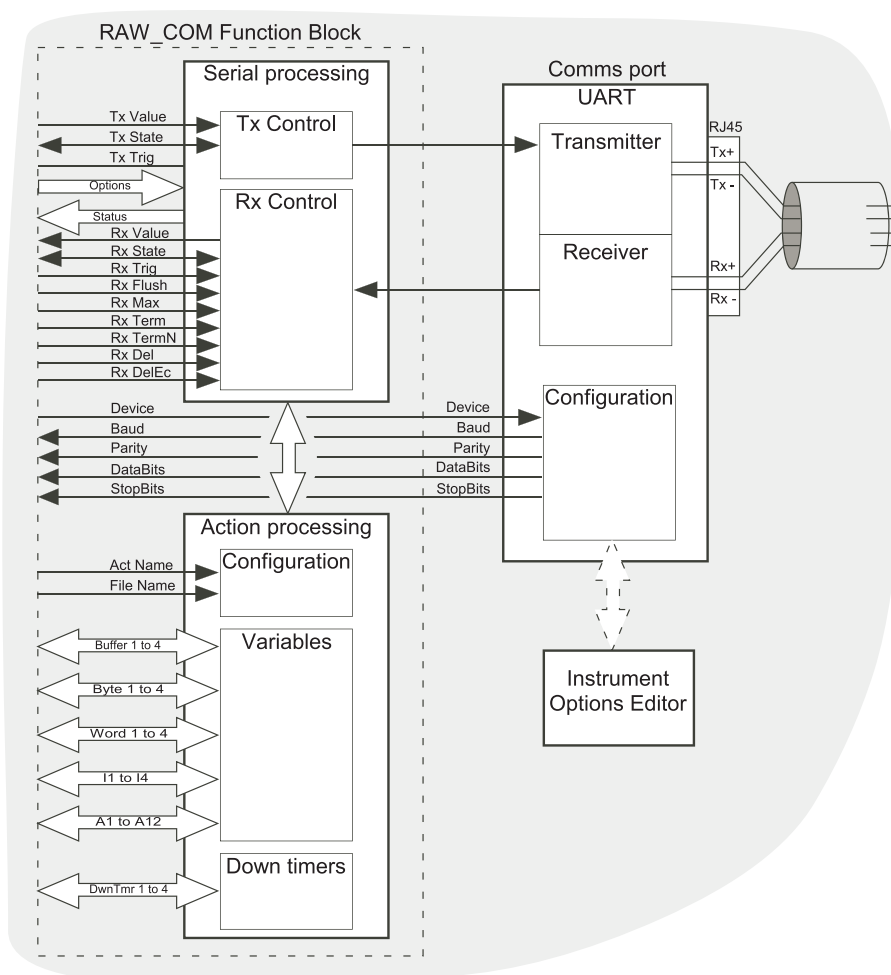 RAW_COM Function Block
Serial processing
Tx Control
Tx Value
Tx State
Tx Trig
Options
Status
Rx Control
Rx Value
Rx State
Rx Trig
Rx Flush
Rx Max
Rx Term
Rx TermN
Rx Del
Rx DelEc
Device
Baud
Parity
DataBits
StopBits
Action processing
Configuration
Act Name
File Name
Variables
Buffer 1 to 4
Byte 1 to 4
Word 1 to 4
I1 to I4
A1 to A12
Down timers
DwnTmr 1 to 4
Comms port
UART
Transmitter
Receiver
RJ45
Tx+
Tx -
Rx+
Rx -
Configuration
Device
Baud
Parity
DataBits
StopBits
Instrument
Options Editor